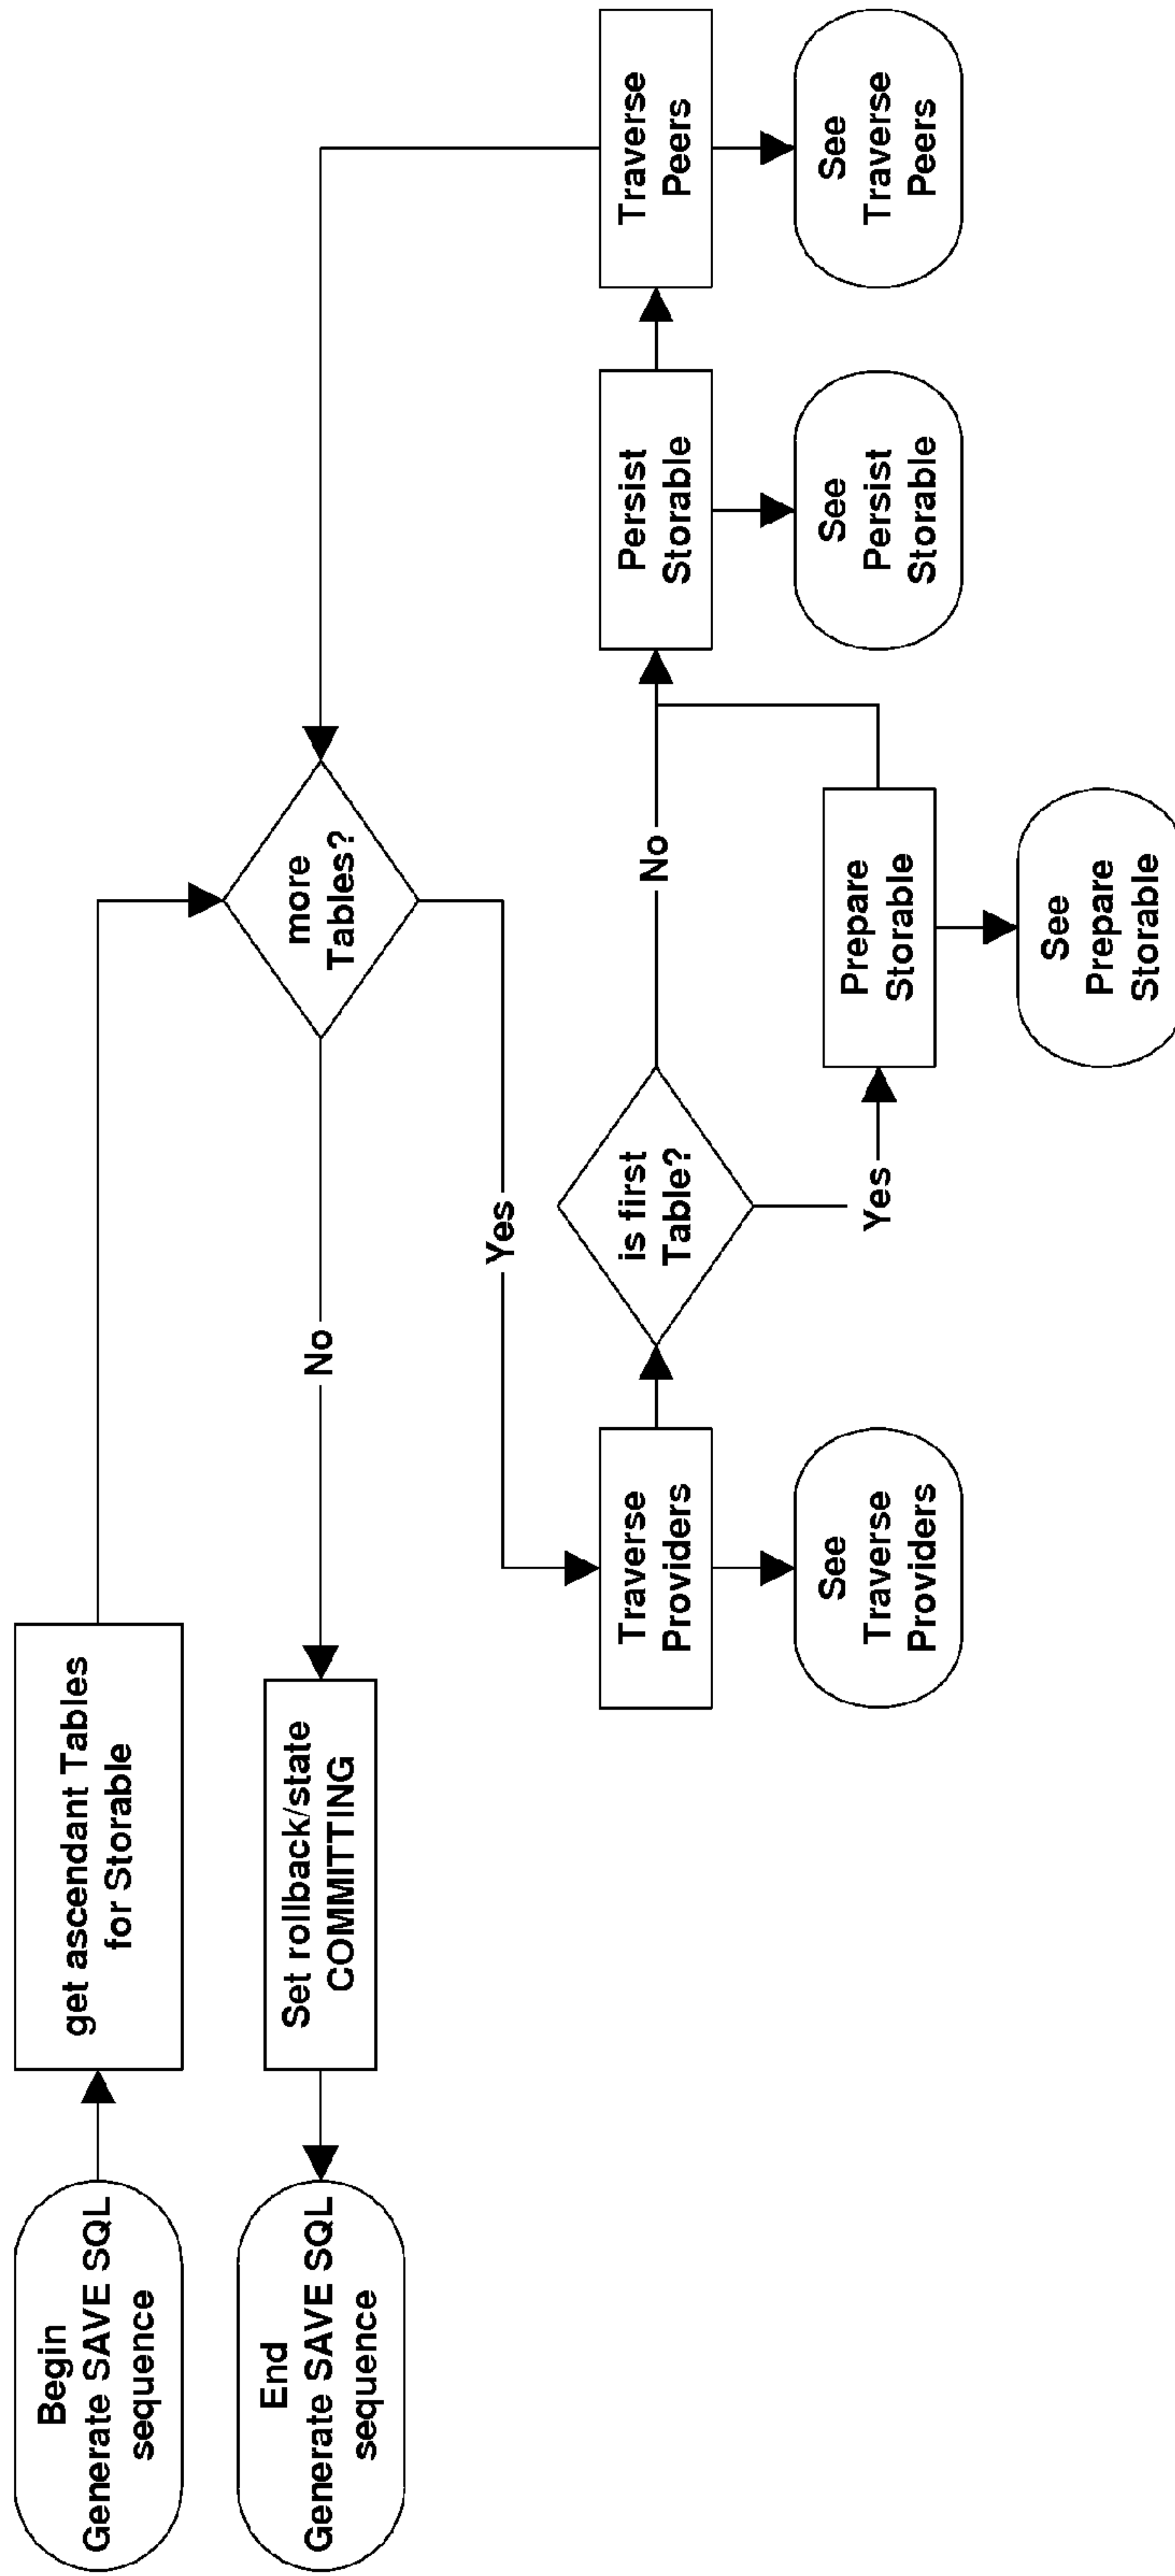 Begin
Generate SAVE SQL
sequence
get ascendant Tables
for Storable
End
Generate SAVE SQL
sequence
Set rollback/state
COMMITTING
No
more
Tables?
Yes
Traverse
Providers
is first
Table?
No
Persist
Storable
Traverse
Peers
See
Traverse
Providers
Yes
Prepare
Storable
See
Persist
Storable
See
Traverse
Peers
See
Prepare
Storable